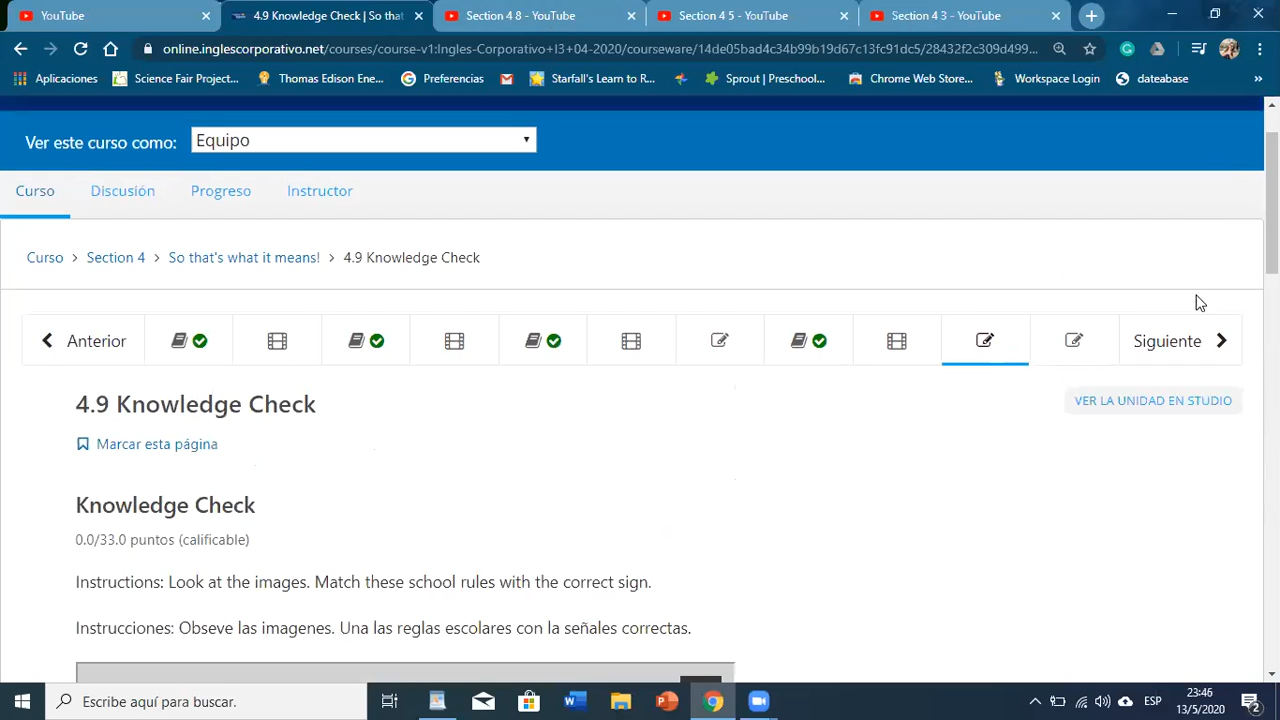 YouTube
4.9 Knowledge Check | So that
Section 4 8 - YouTube
Section 4 5 - YouTube
Section 4 3 - YouTube
online.inglescorporativo.net/courses/course-v1:Ingles-Corporativo+I3+04-2020/courseware/14de05bad4c34b99b19d67c13fc91dc5/28432f2c309d499...
Aplicaciones
Science Fair Project...
Thomas Edison Ene...
Preferencias
Starfall's Learn to R...
Sprout | Preschool...
Chrome Web Store...
Workspace Login
dateabase
»
Ver este curso como:
Equipo
Curso
Discusión
Progreso
Instructor
Curso > Section 4 > So that's what it means! > 4.9 Knowledge Check
Anterior
Siguiente
4.9 Knowledge Check
VER LA UNIDAD EN STUDIO
Marcar esta página
Knowledge Check
0.0/33.0 puntos (calificable)
Instructions: Look at the images. Match these school rules with the correct sign.
Instrucciones: Obseve las imagenes. Una las reglas escolares con la señales correctas.
Escribe aquí para buscar.
ESP
23:46
13/5/2020
2